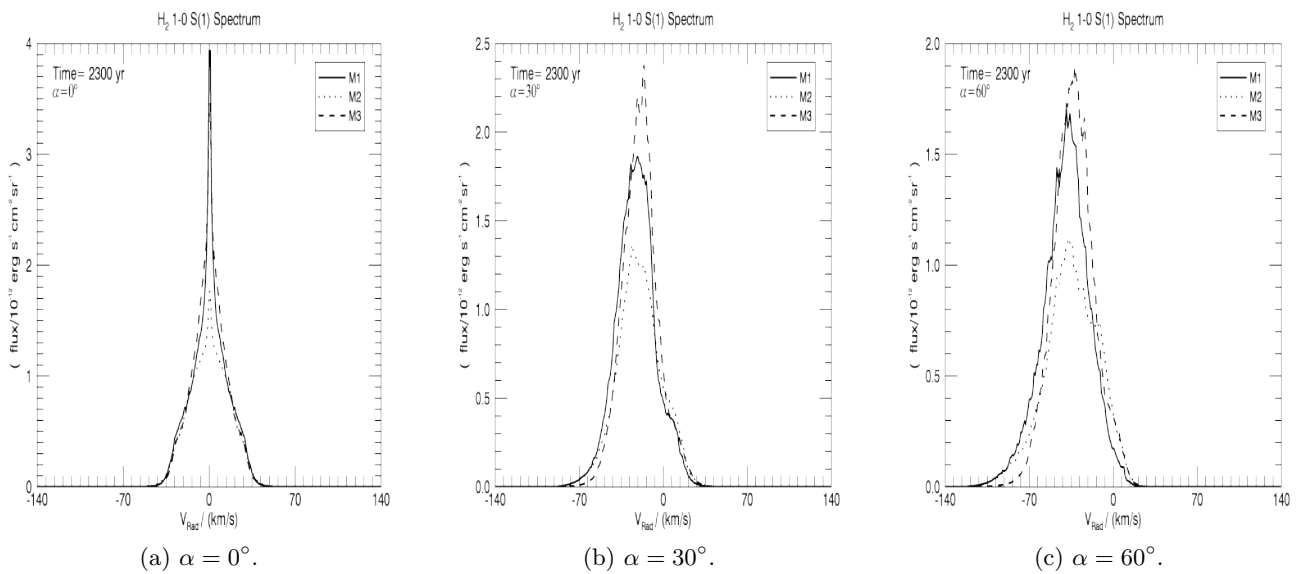 H₂ 1-0 S(1) Spectrum
Time= 2300 yr
α=0°
M1
M2
M3
4
3
2
1
0
( flux/10⁻¹² erg s⁻¹ cm⁻² sr⁻¹ )
-140 -70 0 70 140
V_Rad / (km/s)
(a) α = 0°.
H₂ 1-0 S(1) Spectrum
Time= 2300 yr
α=30°
M1
M2
M3
2.5
2.0
1.5
1.0
0.5
0.0
( flux/10⁻¹² erg s⁻¹ cm⁻² sr⁻¹ )
-140 -70 0 70 140
V_Rad / (km/s)
(b) α = 30°.
H₂ 1-0 S(1) Spectrum
Time= 2300 yr
α=60°
M1
M2
M3
2.0
1.5
1.0
0.5
0.0
( flux/10⁻¹² erg s⁻¹ cm⁻² sr⁻¹ )
-140 -70 0 70 140
V_Rad / (km/s)
(c) α = 60°.